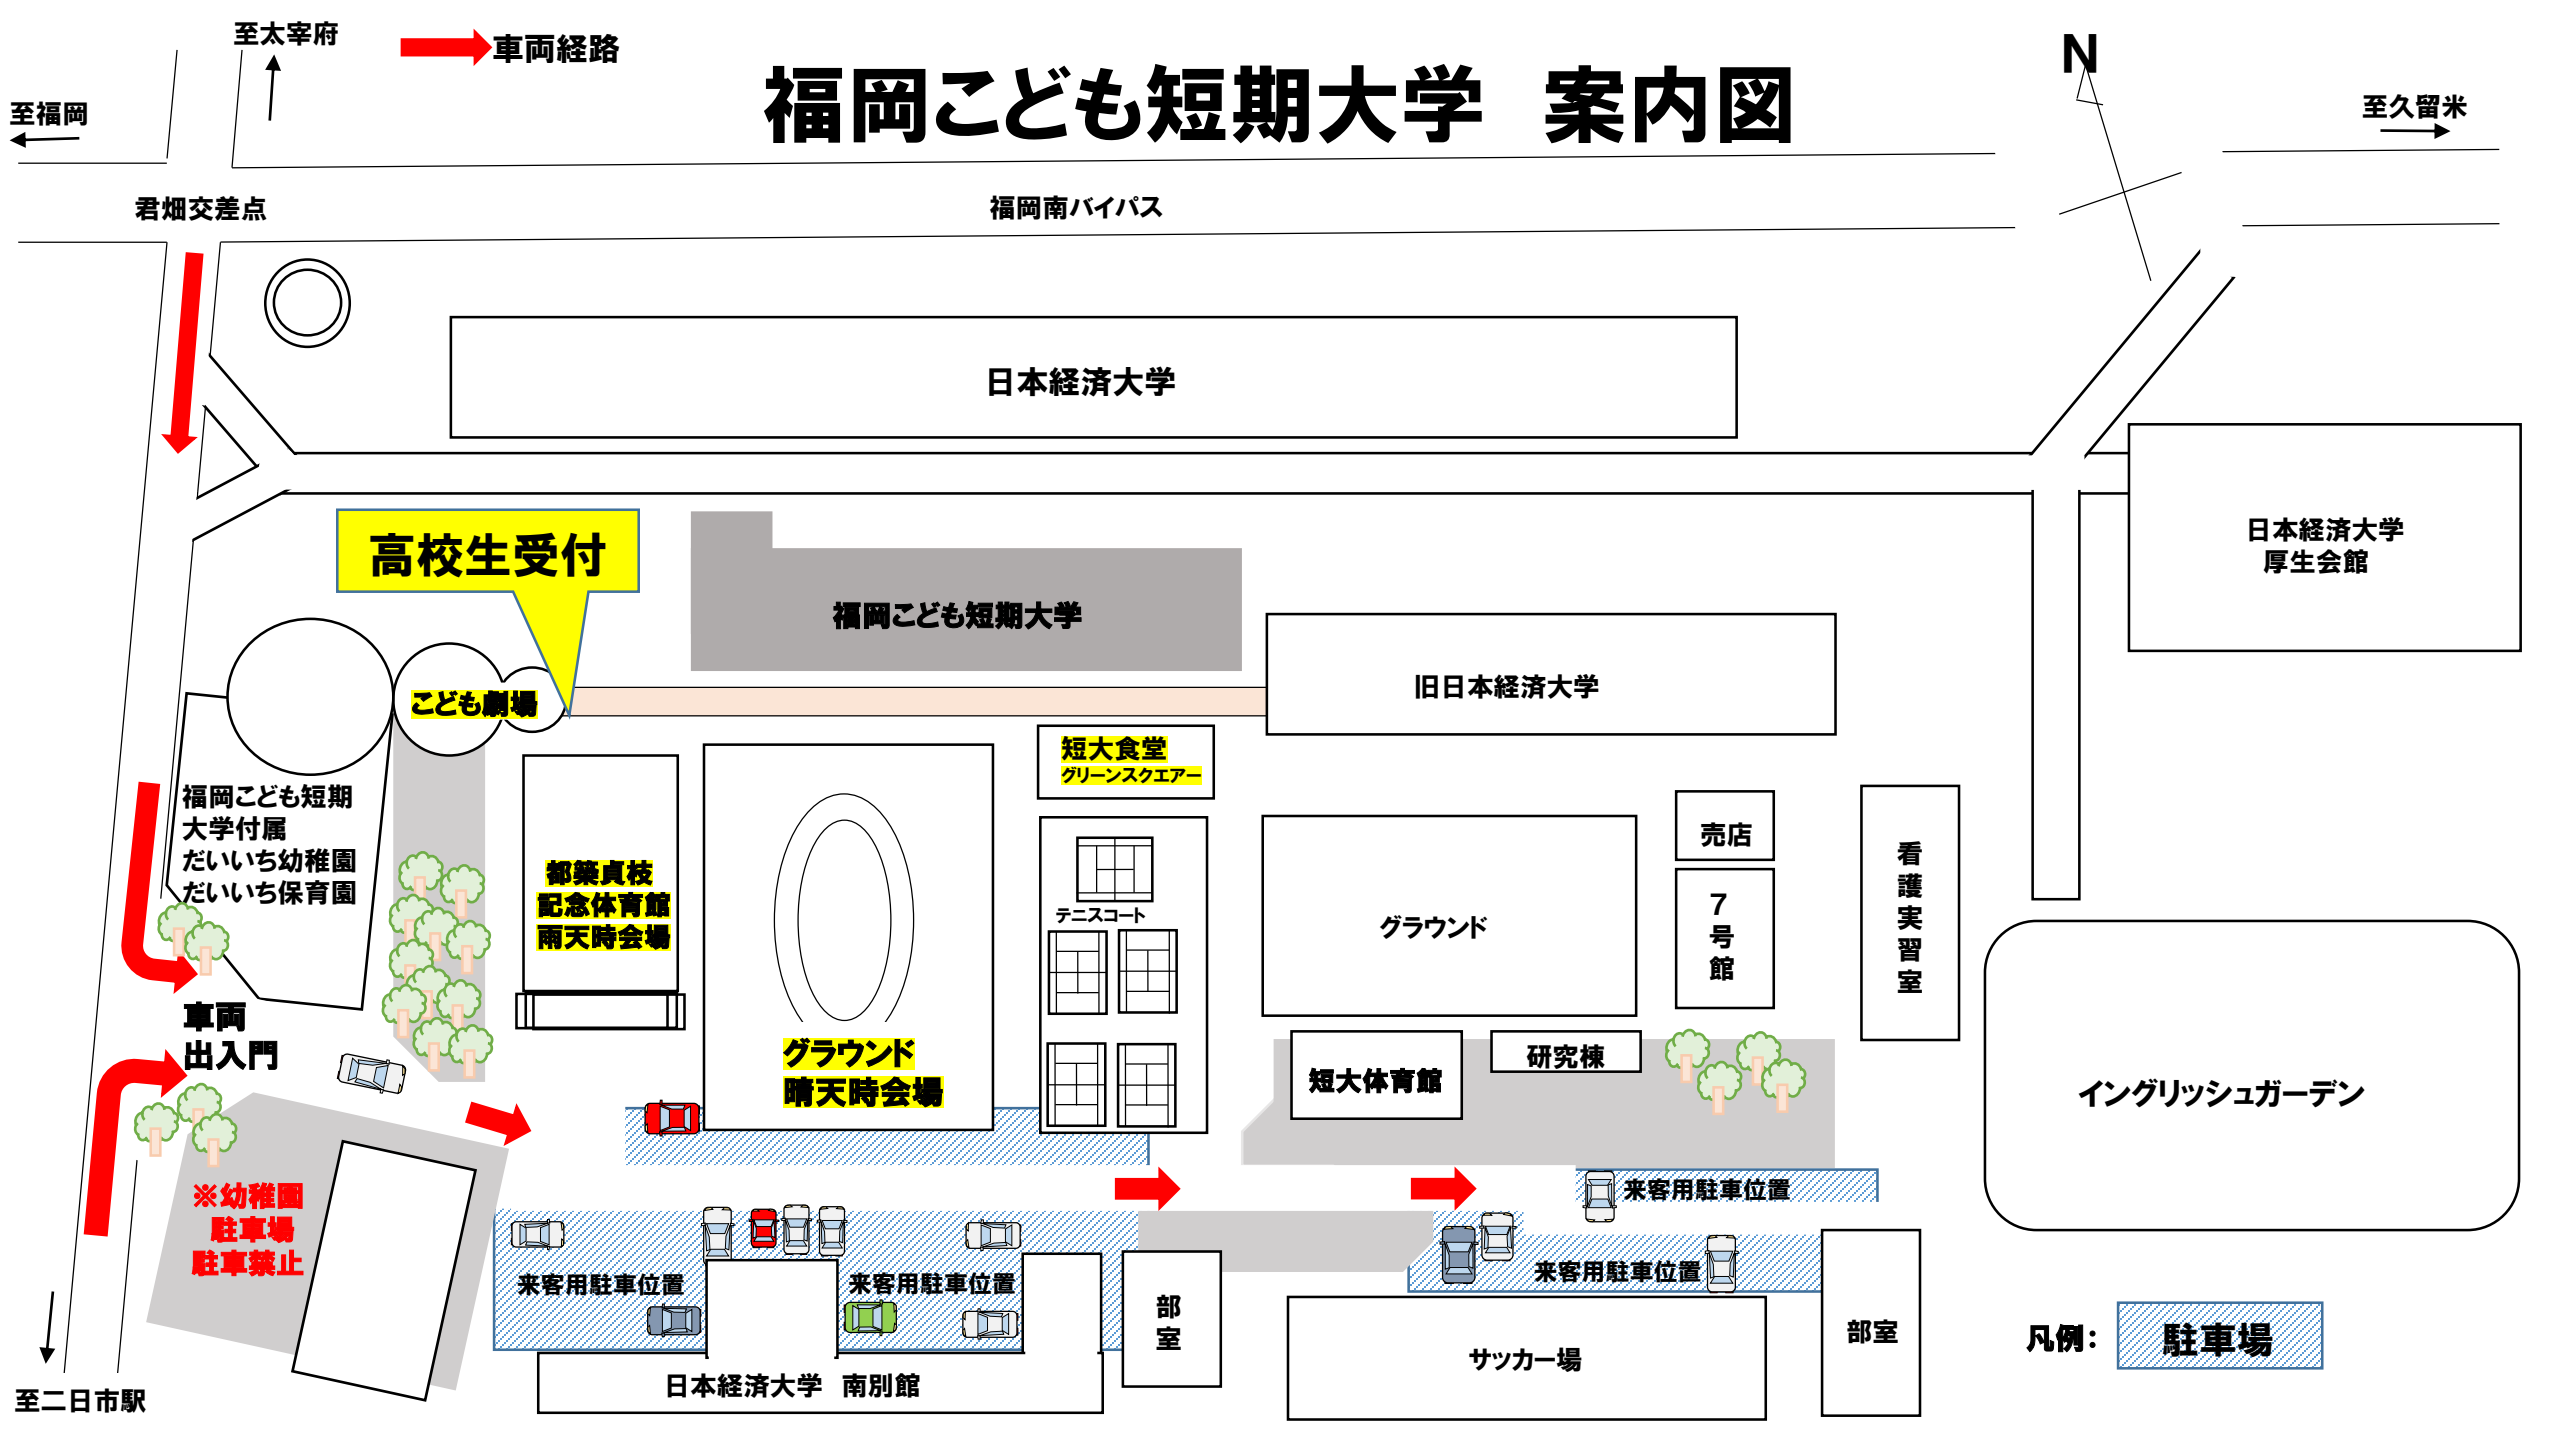 至太宰府
車両経路
福岡こども短期大学　案内図
N
至福岡
至久留米
君畑交差点
福岡南バイパス
日本経済大学
日本経済大学
厚生会館
高校生受付
福岡こども短期大学
旧日本経済大学
こども劇場
短大食堂
グリーンスクエアー
福岡こども短期
大学付属
だいいち幼稚園
だいいち保育園
都築貞枝
記念体育館
雨天時会場
テニスコート
グラウンド
売店
7号館
看護実習室
車両
出入門
グラウンド
晴天時会場
短大体育館
研究棟
イングリッシュガーデン
※幼稚園
駐車場
駐車禁止
来客用駐車位置
来客用駐車位置
来客用駐車位置
来客用駐車位置
部室
部室
サッカー場
凡例：
駐車場
日本経済大学　南別館
至二日市駅